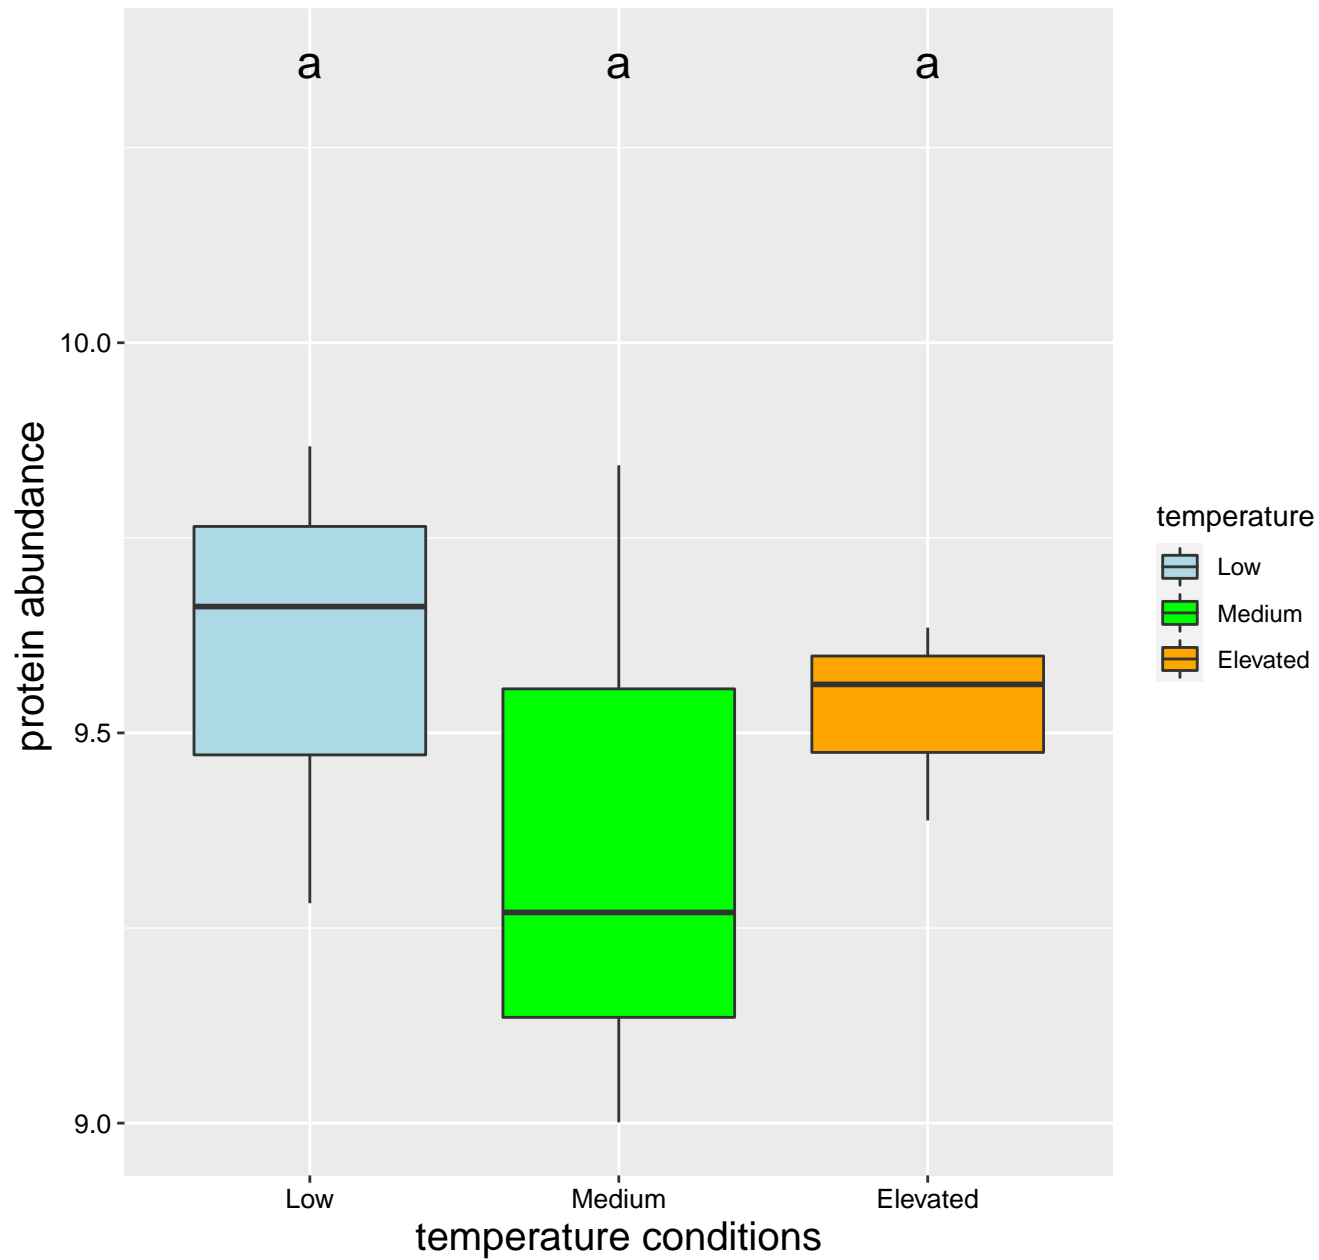 a a a
10.0
9.5
9.0
protein abundance
Low Medium Elevated
temperature conditions
temperature
Low
Medium
Elevated